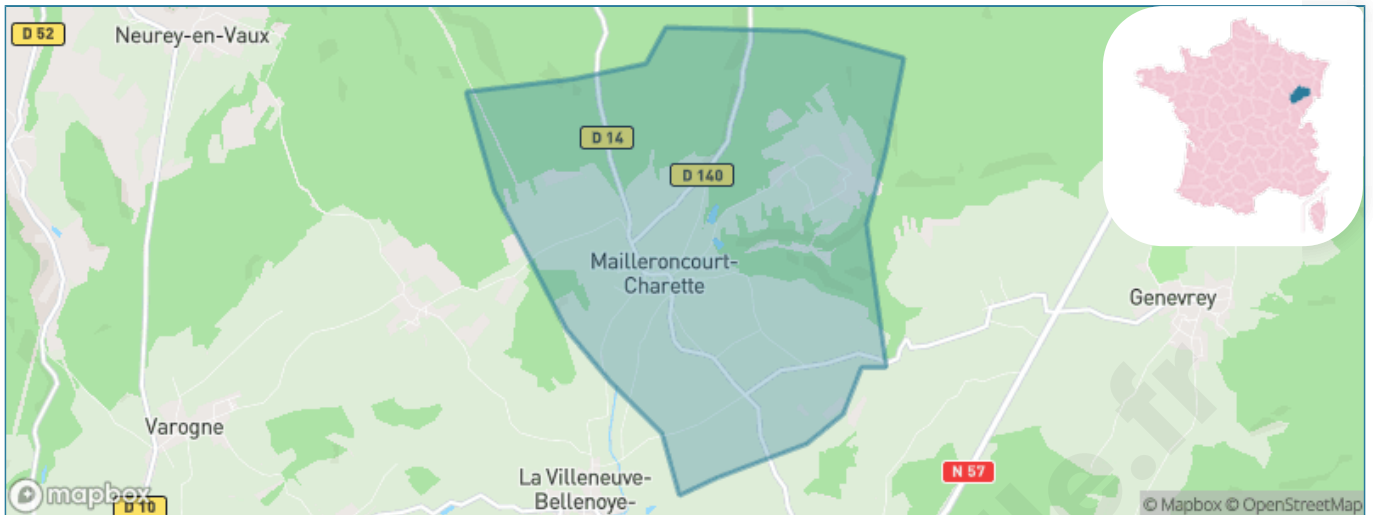 D 52
Neurey-en-Vaux
D 14
D 140
Mailleroncourt-
Charette
Genevrey
Varogne
La Villeneuve-
Bellenoye-
N 57
mapbox
D 10
© Mapbox © OpenStreetMap